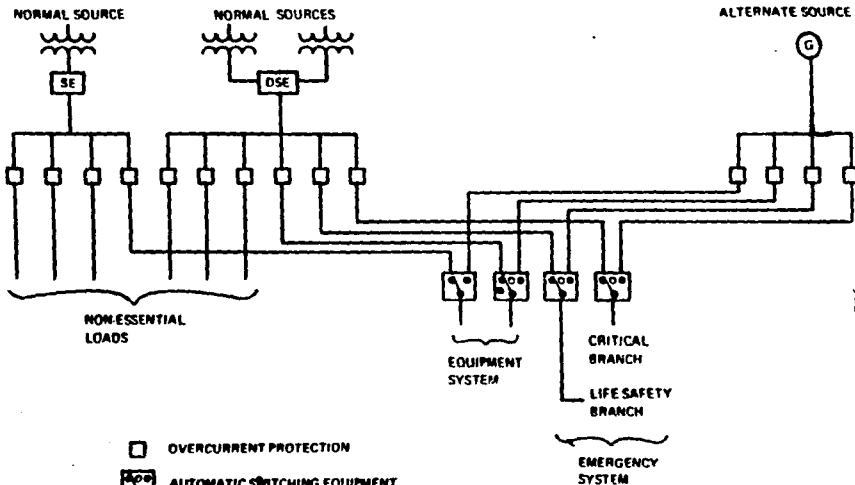 NORMAL SOURCE
NORMAL SOURCES
ALTERNATE SOURCE
G
SE
DSE
NON-ESSENTIAL
LOADS
EQUIPMENT
SYSTEM
CRITICAL
BRANCH
LIFE SAFETY
BRANCH
EMERGENCY
SYSTEM
OVERCURRENT PROTECTION
AUTOMATIC SWITCHING EQUIPMENT